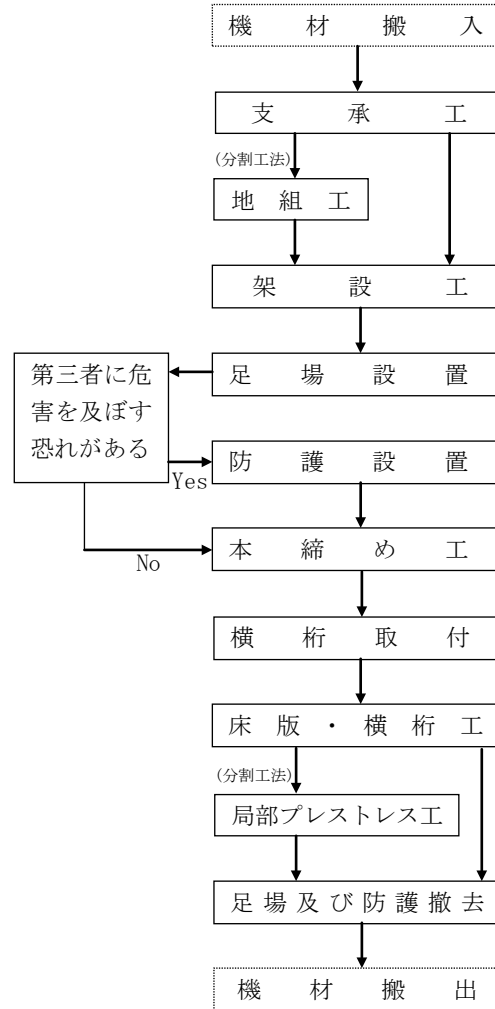 機材搬入
支承工
(分割工法)
地組工
架設工
足場設置
第三者に危
害を及ぼす
恐れがある
防護設置
Yes
本締め工
No
横桁取付
床版・横桁工
(分割工法)
局部プレストレス工
足場及び防護撤去
機材搬出